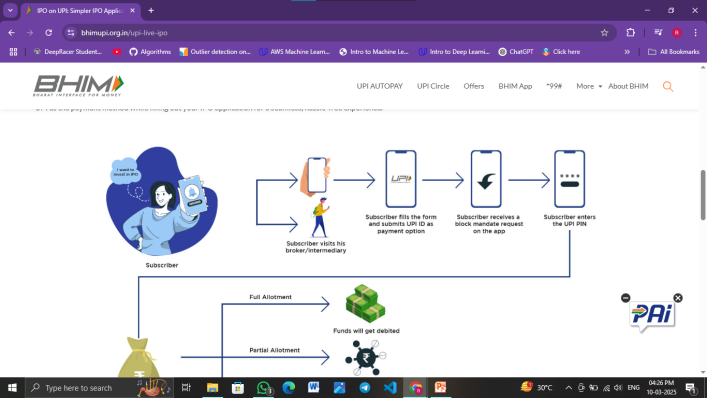 IPO on UPI: Simpler IPO Applic
bhimupi.org.in/upi-live-ipo
DeepRacer Student...
Algorithms
Outlier detection on...
AWS Machine Learn...
Intro to Machine Le...
Intro to Deep Learni...
ChatGPT
Click here
All Bookmarks
BHIM
BHARAT INTERFACE FOR MONEY
UPI AUTOPAY
UPI Circle
Offers
BHIM App
*99#
More
About BHIM
I want to
invest in IPO
UPI
Subscriber fills the form
and submits UPI ID as
payment option
Subscriber receives a
block mandate request
on the app
Subscriber enters
the UPI PIN
Subscriber visits his
broker/intermediary
Subscriber
Full Allotment
Funds will get debited
PAi
Partial Allotment
₹
₹
Type here to search
30°C
ENG
04:26 PM
10-03-2025